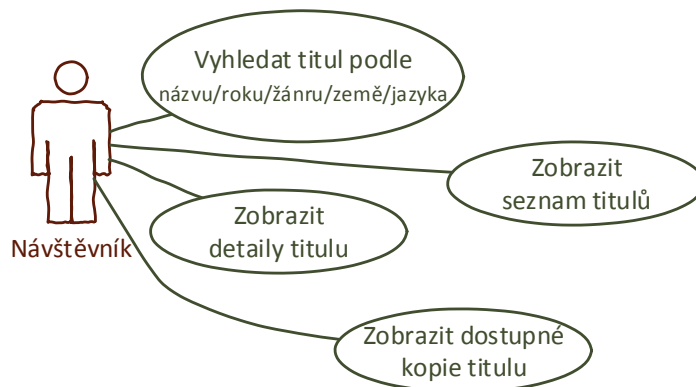 Vyhledat titul podle
názvu/roku/žánru/země/jazyka
Zobrazit
seznam titulů
Zobrazit
detaily titulu
Návštěvník
Zobrazit dostupné
kopie titulu